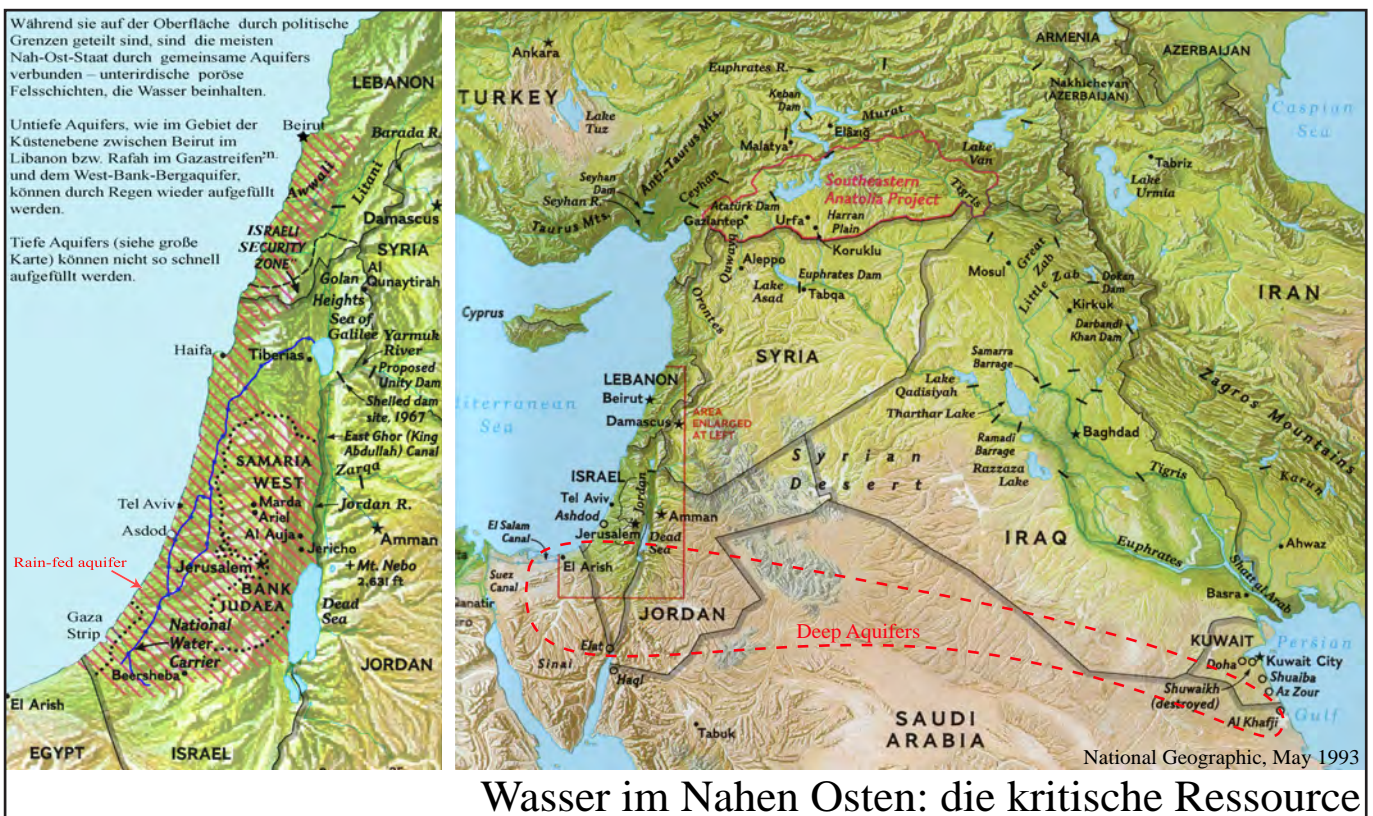 Während sie auf der Oberfläche durch politische
Grenzen geteilt sind, sind die meisten
Nah-Ost-Staat durch gemeinsame Aquifers
verbunden – unterirdische poröse
Felsschichten, die Wasser beinhalten.
Untiefe Aquifers, wie im Gebiet der
Küstenebene zwischen Beirut im
Libanon bzw. Rafah im Gazastreifen
und dem West-Bank-Bergaquifer,
können durch Regen wieder aufgefüllt
werden.
Tiefe Aquifers (siehe große
Karte) können nicht so schnell
aufgefüllt werden.
LEBANON
Beirut
Barada R.
Awwali
Litani
Damascus
ISRAELI
SECURITY
ZONE
SYRIA
Golan
Heights
Al
Qunaytirah
Sea of
Galilee
Yarmuk
River
Haifa
Tiberias
Proposed
Unity Dam
Shelled dam
site, 1967
East Ghor (King
Abdullah) Canal
SAMARIA
WEST
Zarqa
Marda
Ariel
Jordan R.
Tel Aviv
Asdod
Al Auja
Amman
Jericho
Rain-fed aquifer
Jerusalem
Mt. Nebo
2,631 ft
BANK
JUDAEA
Dead
Sea
Gaza
Strip
National
Water
Carrier
Beersheba
JORDAN
El Arish
EGYPT
ISRAEL
Ankara
ARMENIA
AZERBAIJAN
Euphrates R.
Nakhichevan
(AZERBAIJAN)
TURKEY
Keban
Dam
Murat
Caspian
Sea
Lake
Tuz
Elâzığ
Malatya
Lake
Van
Tabriz
Anti-Taurus Mts.
Seyhan
Dam
Seyhan R.
Ceyhan
Southeastern
Anatolia Project
Tigris
Lake
Urmia
Taurus Mts.
Atatürk Dam
Gaziantep
Urfa
Harran
Plain
Koruklu
Quwayq
Aleppo
Mosul
Great Zab
Euphrates Dam
Lake
Asad
Tabqa
Little Zab
Dokan
Dam
Kirkuk
IRAN
Orontes
Cyprus
Darbandi
Khan Dam
SYRIA
Samarra
Barrage
LEBANON
Beirut
Lake
Qadisiyah
Zagros Mountains
iterranean
Sea
Damascus
AREA
ENLARGED
AT LEFT
Tharthar Lake
Baghdad
Ramadi
Barrage
Razzaza
Lake
Syrian
Desert
Tigris
Karun
ISRAEL
Tel Aviv
Ashdod
Jordan
Amman
El Salam
Canal
Jerusalem
Dead
Sea
IRAQ
Ahwaz
Euphrates
Shatt al Arab
Suez
Canal
El Arish
Basra
JORDAN
Deep Aquifers
KUWAIT
Persian
Elat
Sinai
Doha
Kuwait City
Haql
Shuaiba
Shuwaikh
(destroyed)
Az Zour
Al Khafji
Gulf
SAUDI
ARABIA
Tabuk
National Geographic, May 1993
Wasser im Nahen Osten: die kritische Ressource